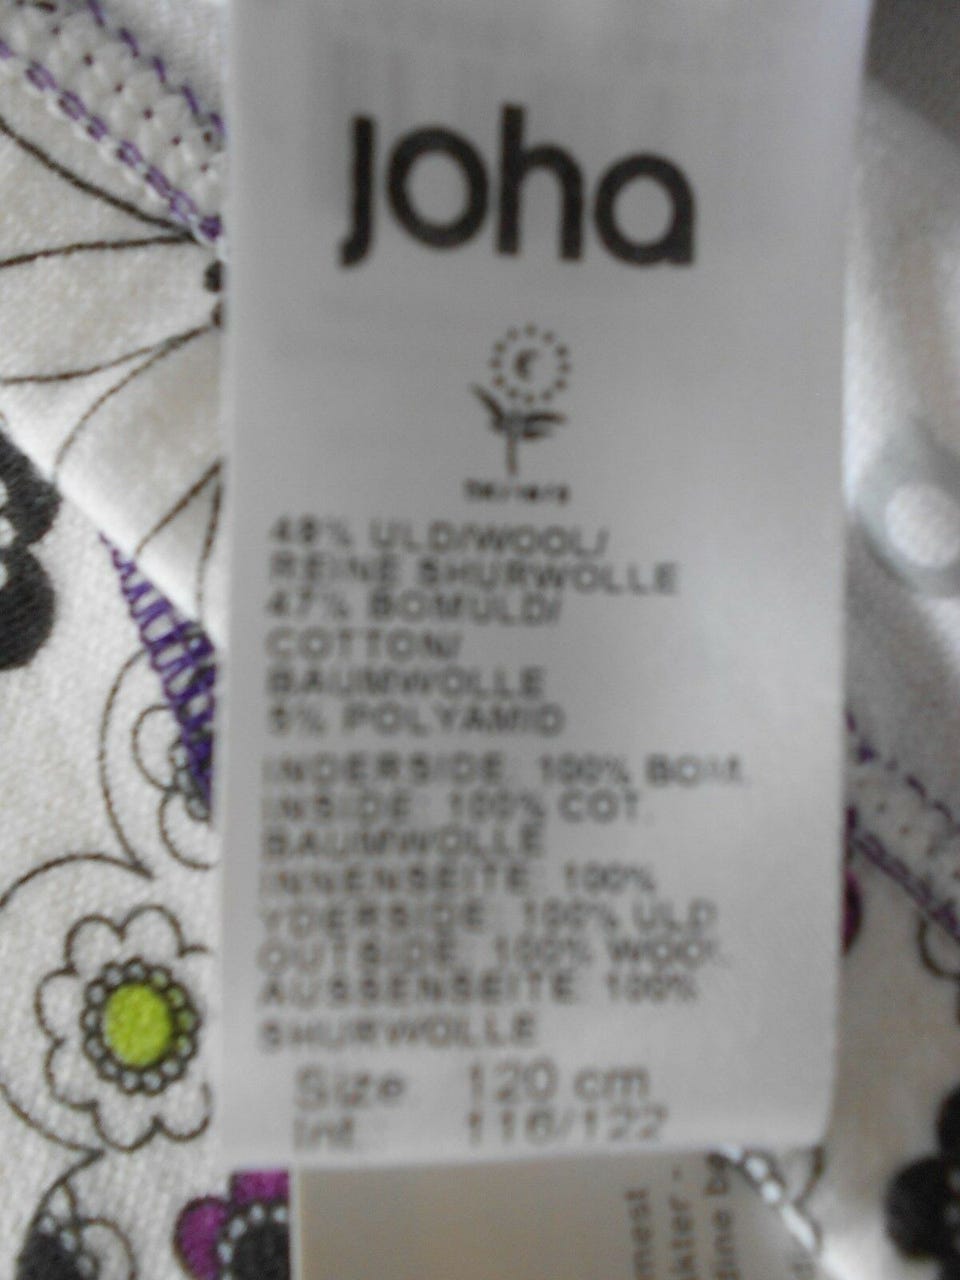 joha
48% ULD/WOOL/
REINE SHURWOLLE
47% BOMULD/
COTTON/
BAUMWOLLE
5% POLYAMID
INDERSIDE: 100% BOM.
INSIDE: 100% COT.
BAUMWOLLE
INNENSEITE: 100%
YDERSIDE: 100% ULD
OUTSIDE: 100% WOOL
AUSSENSEITE: 100%
SHURWOLLE
Size 120 cm
Int.: 116/122